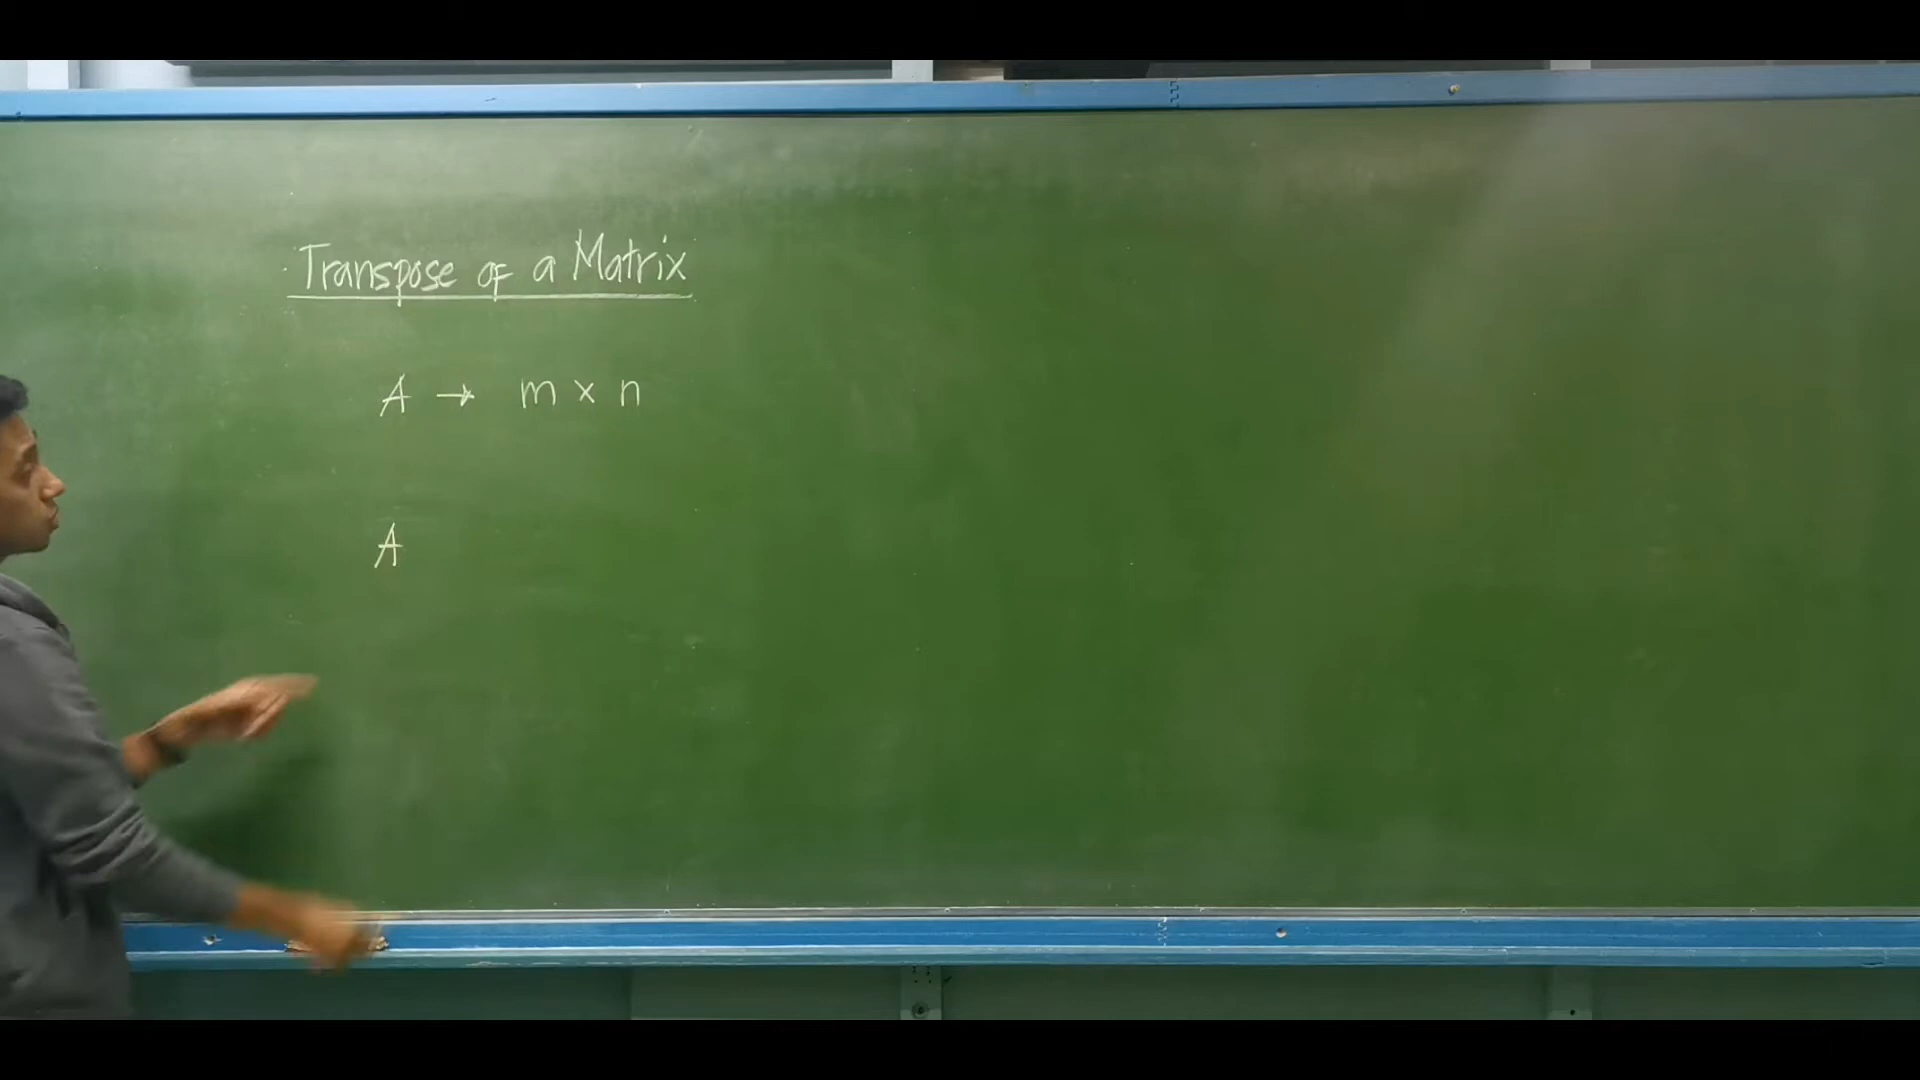 Transpose of a Matrix
A → m × n
A